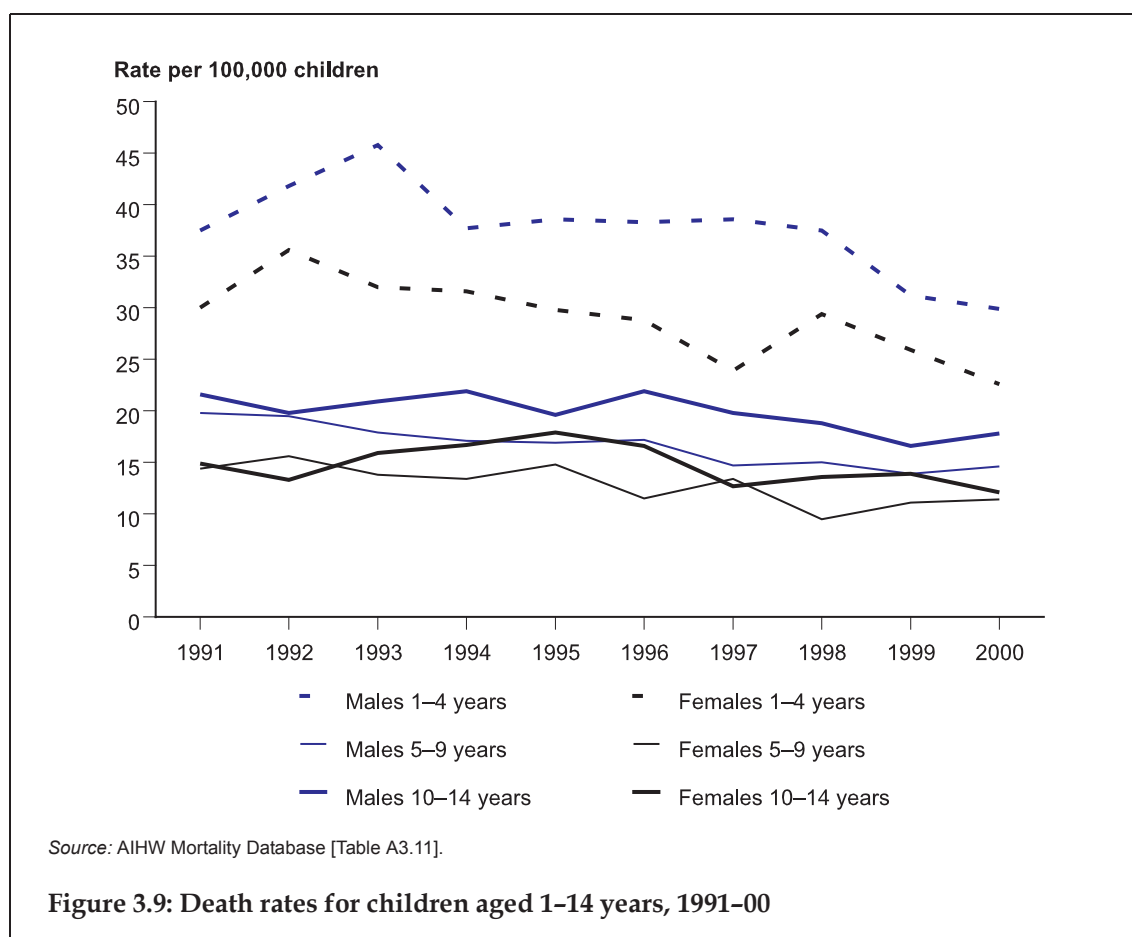 Rate per 100,000 children
50
45
40
35
30
25
20
15
10
5
0
1991 1992 1993 1994 1995 1996 1997 1998 1999 2000
Males 1–4 years Females 1–4 years
Males 5–9 years Females 5–9 years
Males 10–14 years Females 10–14 years
Source: AIHW Mortality Database [Table A3.11].
Figure 3.9: Death rates for children aged 1–14 years, 1991–00